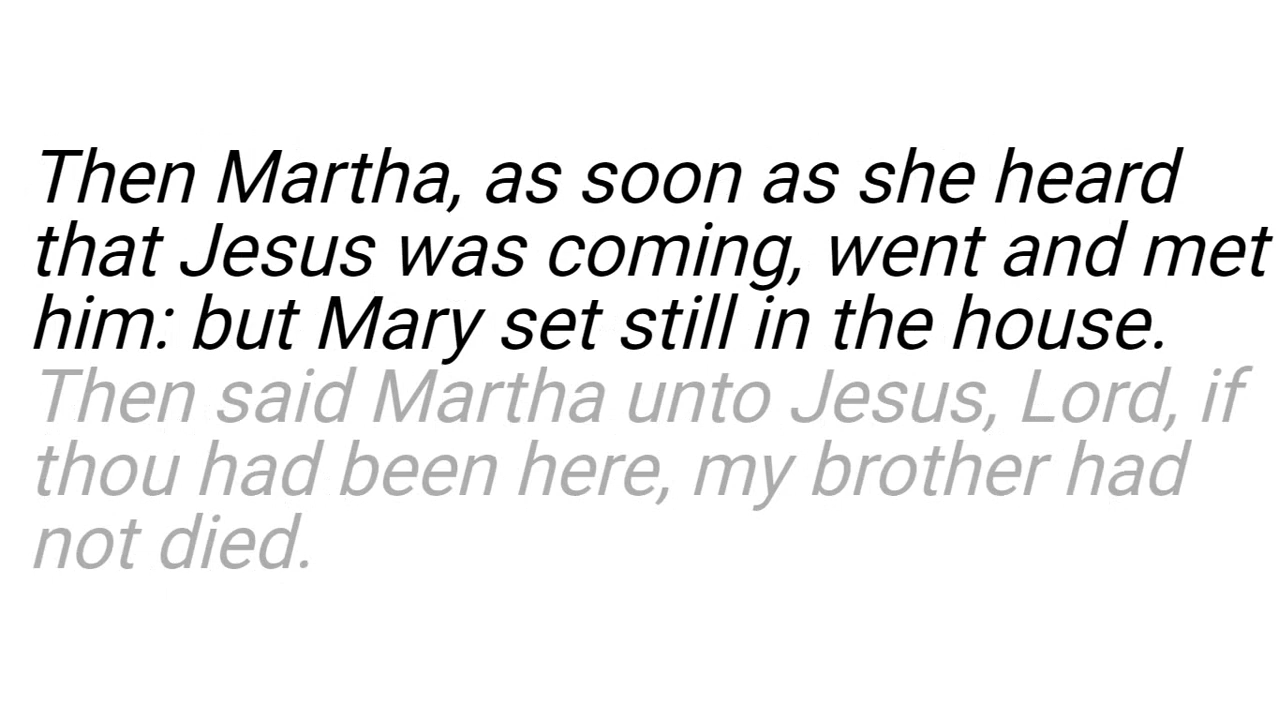 Then Martha, as soon as she heard
that Jesus was coming, went and met
him: but Mary set still in the house.
Then said Martha unto Jesus, Lord, if
thou had been here, my brother had
not died.